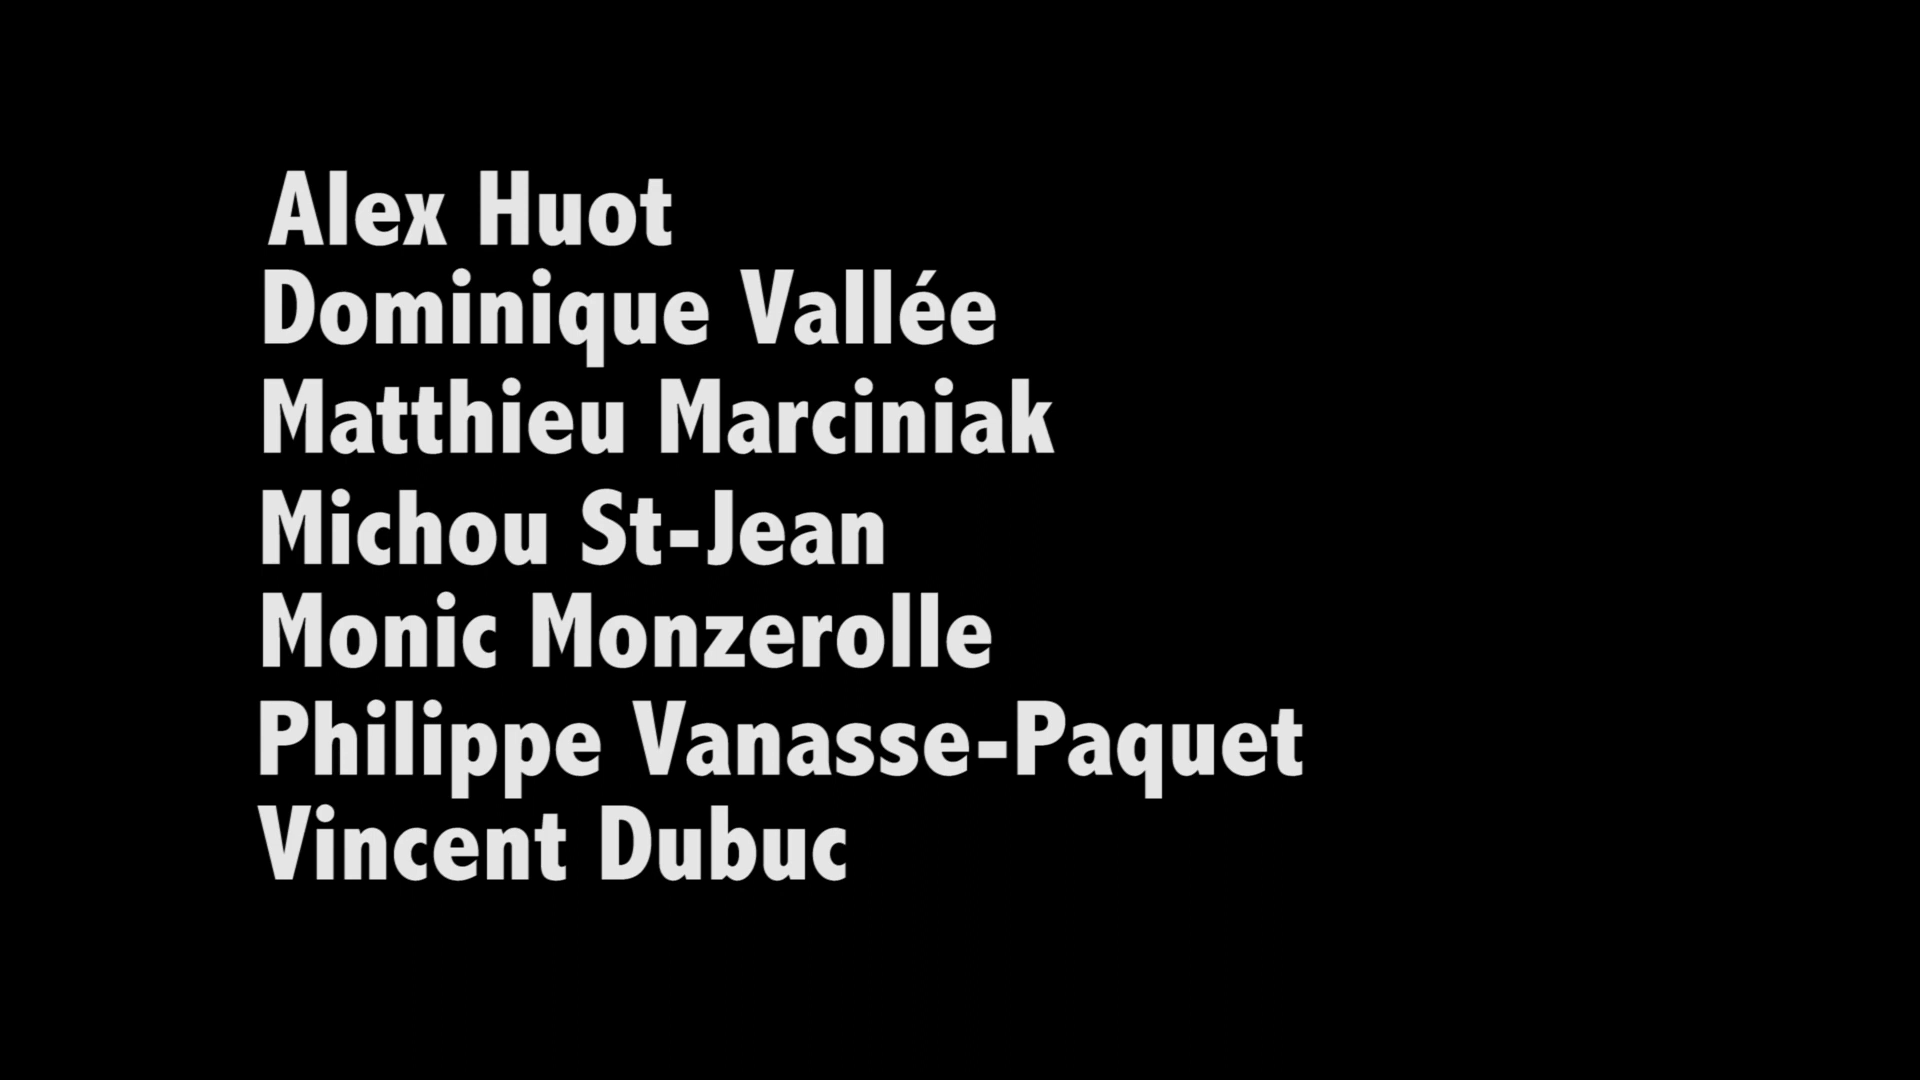 Alex Huot
Dominique Vallée
Matthieu Marciniak
Michou St-Jean
Monic Monzerolle
Philippe Vanasse-Paquet
Vincent Dubuc